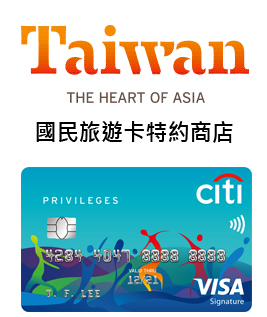 Taiwan
THE HEART OF ASIA
國民旅遊卡特約商店
citi
PRIVILEGES
4284 4047 8888 8888
VALID THRU
12/21
J. F. LEE
VISA
Signature